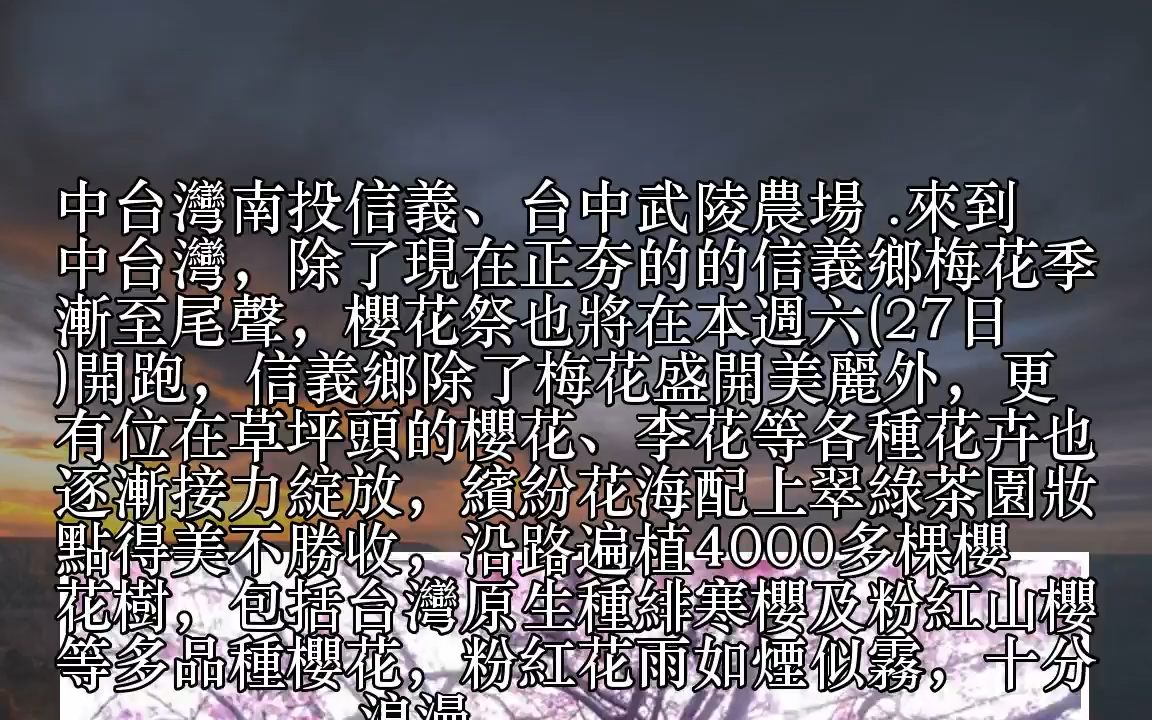 中台灣南投信義、台中武陵農場 .來到
中台灣，除了現在正夯的的信義鄉梅花季
漸至尾聲，櫻花祭也將在本週六(27日
)開跑，信義鄉除了梅花盛開美麗外，更
有位在草坪頭的櫻花、李花等各種花卉也
逐漸接力綻放，繽紛花海配上翠綠茶園妝
點得美不勝收，沿路遍植4000多棵櫻
花樹，包括台灣原生種緋寒櫻及粉紅山櫻
等多品種櫻花，粉紅花雨如煙似霧，十分
浪漫